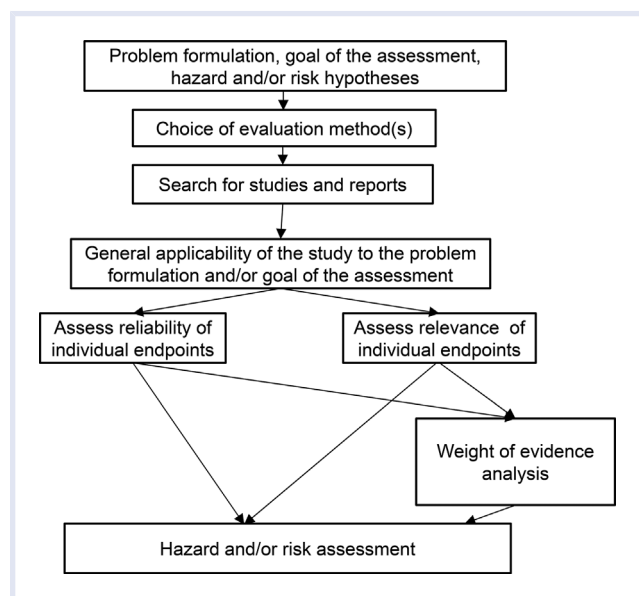 Problem formulation, goal of the assessment,
hazard and/or risk hypotheses
Choice of evaluation method(s)
Search for studies and reports
General applicability of the study to the problem
formulation and/or goal of the assessment
Assess reliability of
individual endpoints
Assess relevance of
individual endpoints
Weight of evidence
analysis
Hazard and/or risk assessment